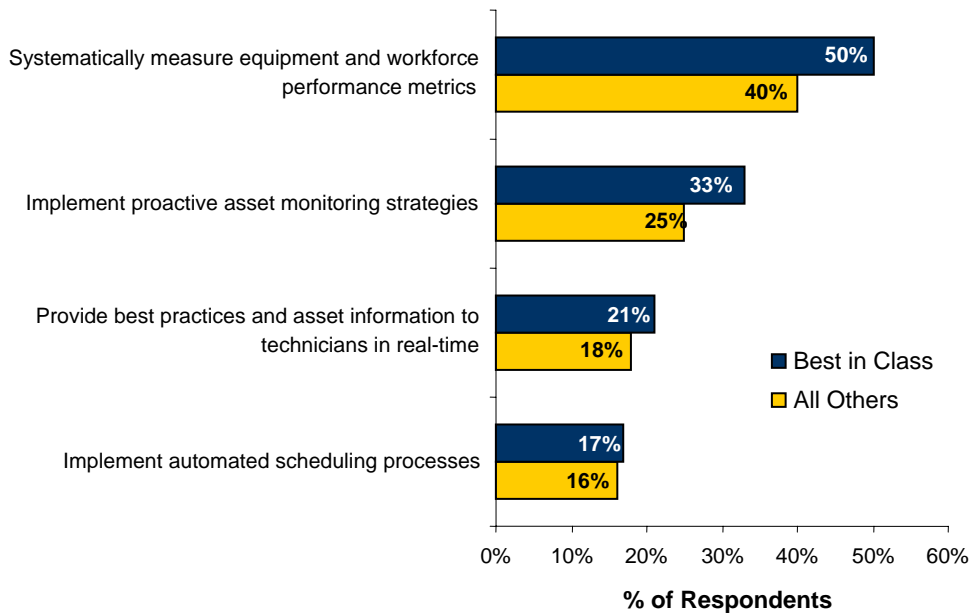 Systematically measure equipment and workforce
performance metrics
50%
40%
Implement proactive asset monitoring strategies
33%
25%
Provide best practices and asset information to
technicians in real-time
21%
18%
Best in Class
All Others
Implement automated scheduling processes
17%
16%
0% 10% 20% 30% 40% 50% 60%
% of Respondents